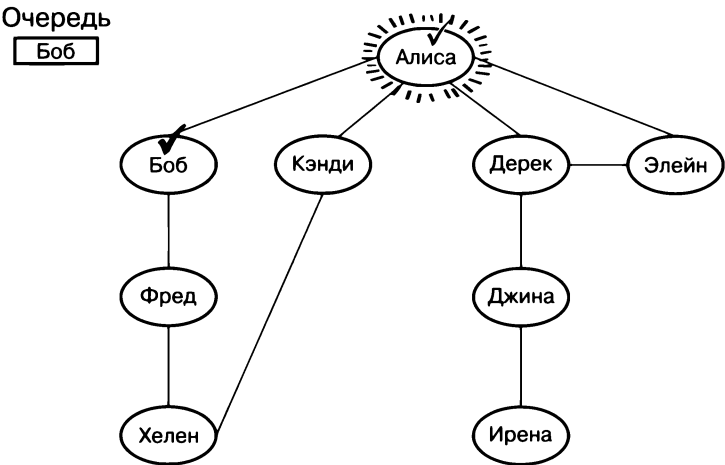 Очередь
Боб
Алиса
Боб
Кэнди
Дерек
Элейн
Фред
Джина
Хелен
Ирена